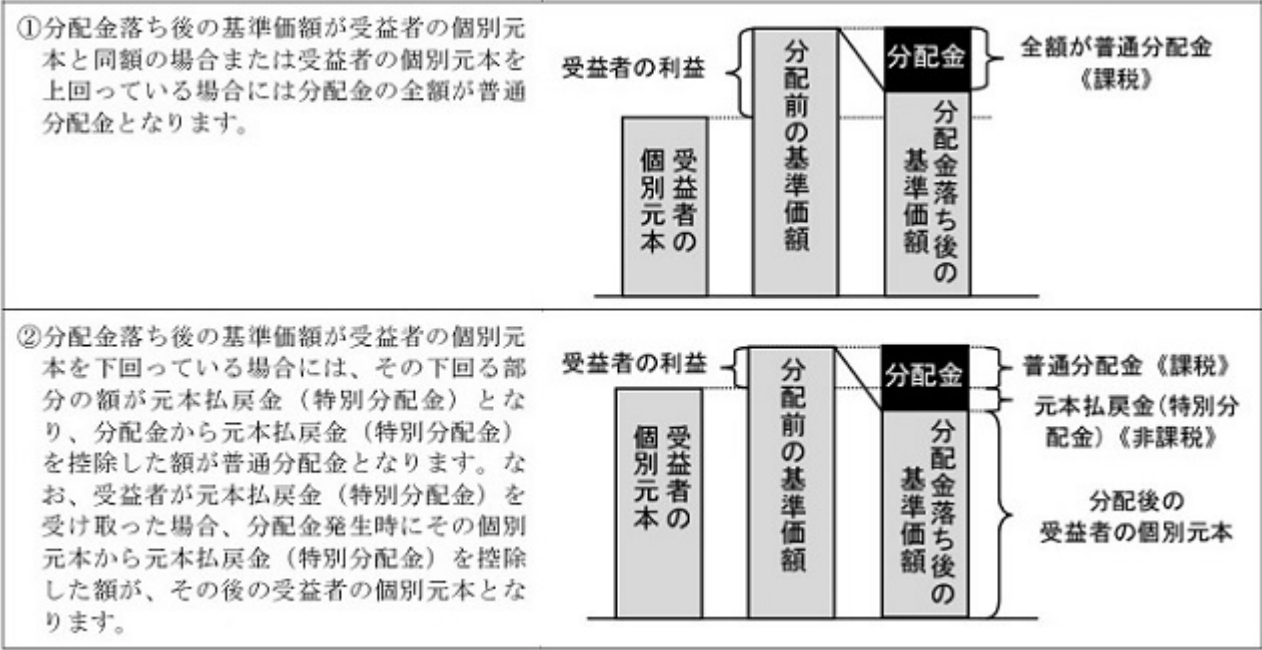 ①分配金落ち後の基準価額が受益者の個別元
本と同額の場合または受益者の個別元本を
上回っている場合には分配金の全額が普通
分配金となります。
受益者の利益
受益者の
個別元本
分配前の基準価額
分配金
分配金落ち後の
基準価額
全額が普通分配金
《課税》
②分配金落ち後の基準価額が受益者の個別元
本を下回っている場合には、その下回る部
分の額が元本払戻金（特別分配金）とな
り、分配金から元本払戻金（特別分配金）
を控除した額が普通分配金となります。な
お、受益者が元本払戻金（特別分配金）を
受け取った場合、分配金発生時にその個別
元本から元本払戻金（特別分配金）を控除
した額が、その後の受益者の個別元本とな
ります。
受益者の利益
受益者の
個別元本
分配前の基準価額
分配金
分配金落ち後の
基準価額
普通分配金《課税》
元本払戻金（特別分
配金）《非課税》
分配後の
受益者の個別元本